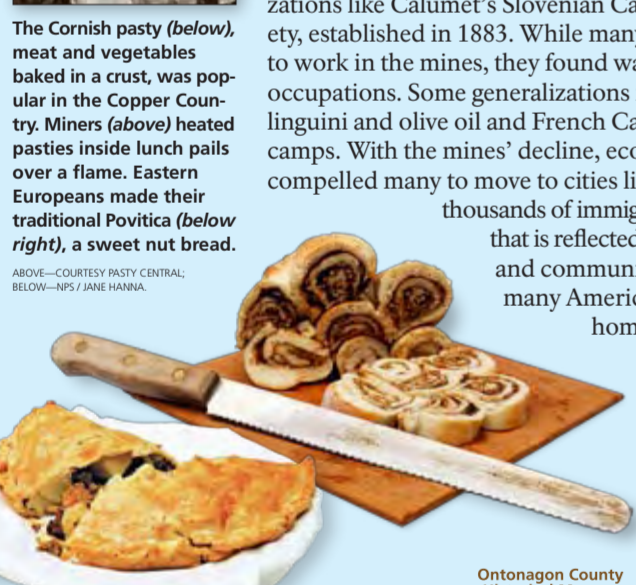 The Cornish pasty (below),
meat and vegetables
baked in a crust, was pop-
ular in the Copper Coun-
try. Miners (above) heated
pasties inside lunch pails
over a flame. Eastern
Europeans made their
traditional Povitica (below
right), a sweet nut bread.
ABOVE—COURTESY PASTY CENTRAL;
BELOW—NPS / JANE HANNA.
zations like Calumet's Slovenian Ca
ety, established in 1883. While many
to work in the mines, they found wa
occupations. Some generalizations
linguini and olive oil and French Ca
camps. With the mines' decline, eco
compelled many to move to cities li
thousands of immig
that is reflected
and communi
many Americ
hom
Ontonagon County